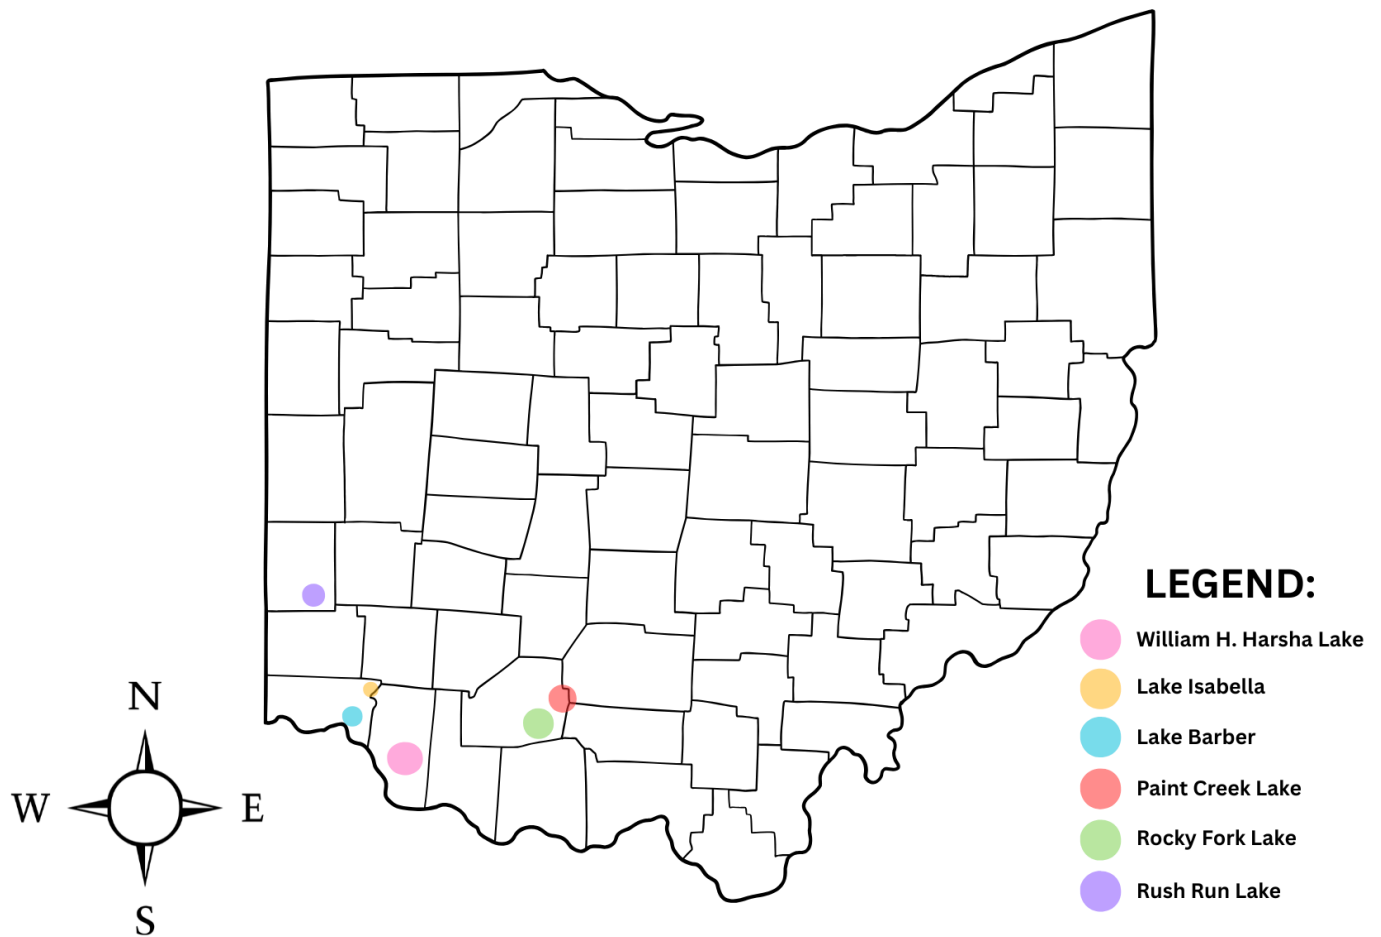 LEGEND:
William H. Harsha Lake
Lake Isabella
Lake Barber
Paint Creek Lake
Rocky Fork Lake
Rush Run Lake
N
W
E
S